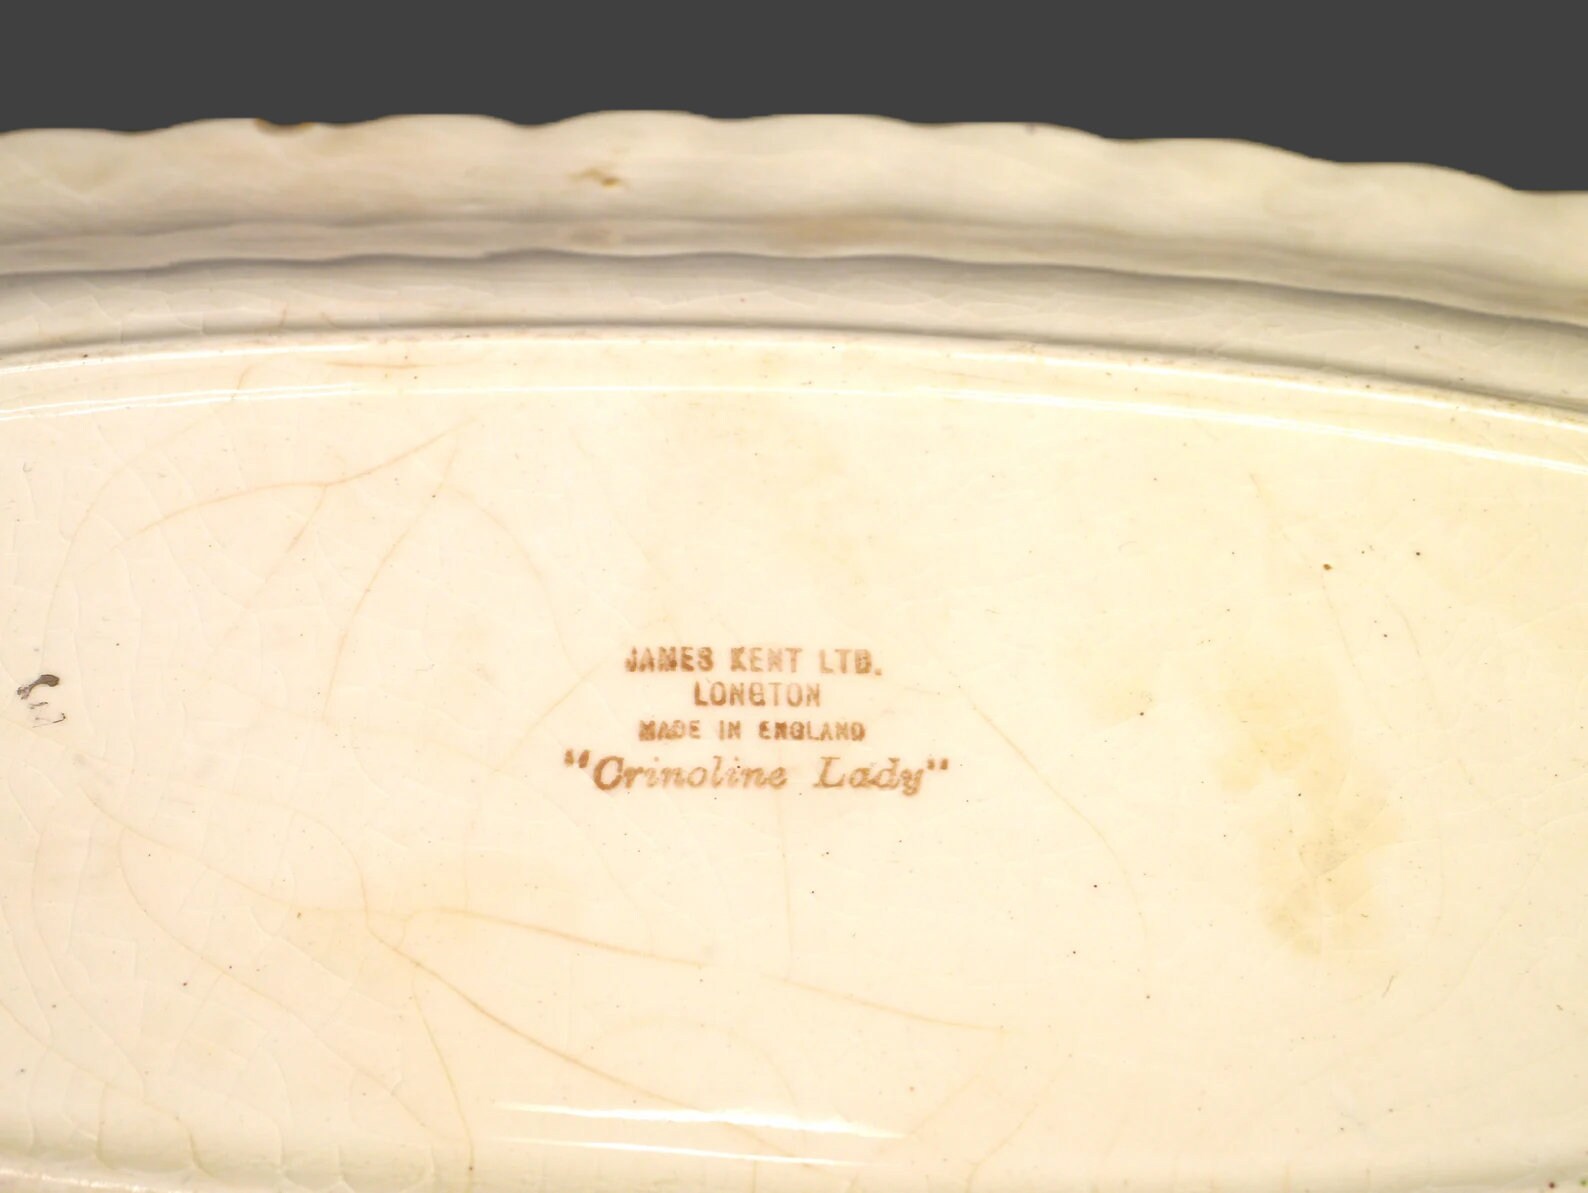 JAMES KENT LTD.
LONGTON
MADE IN ENGLAND
"Crinoline Lady"